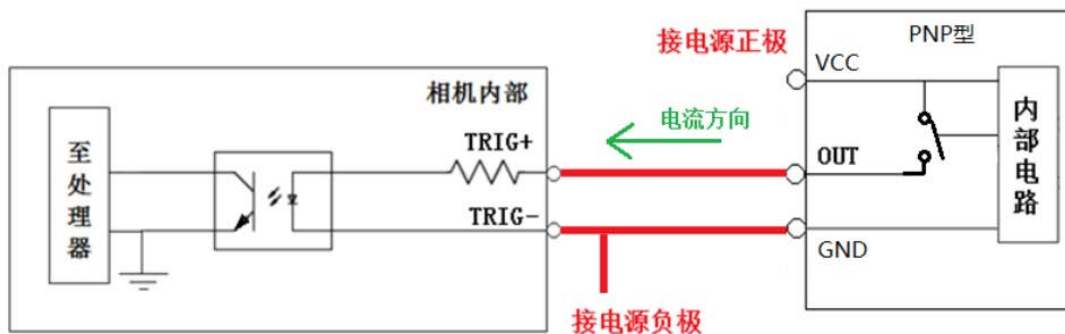 接电源正极
PNP型
VCC
相机内部
电流方向
至处理器
TRIG+
OUT
内部电路
TRIG-
GND
接电源负极